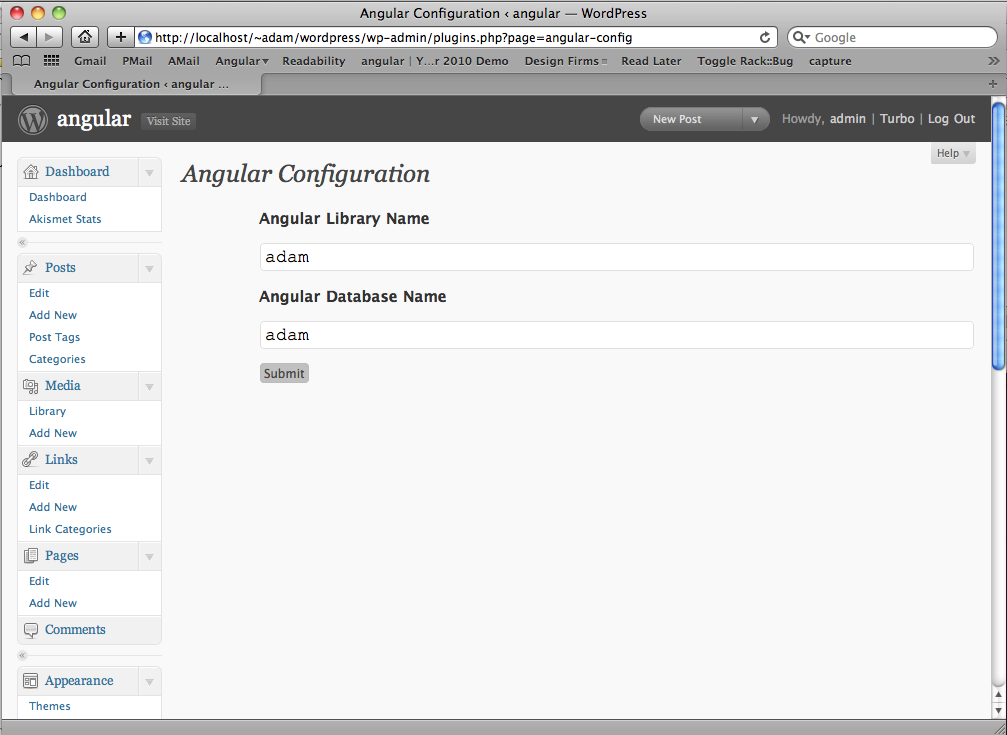 Angular Configuration ‹ angular — WordPress
http://localhost/~adam/wordpress/wp-admin/plugins.php?page=angular-config
Google
Gmail PMail AMail Angular▾ Readability angular | Y...r 2010 Demo Design Firms Read Later Toggle Rack::Bug capture
Angular Configuration ‹ angular ...
angular Visit Site New Post Howdy, admin | Turbo | Log Out
Help
Dashboard
Dashboard
Akismet Stats
Posts
Edit
Add New
Post Tags
Categories
Media
Library
Add New
Links
Edit
Add New
Link Categories
Pages
Edit
Add New
Comments
Appearance
Themes
Angular Configuration
Angular Library Name
adam
Angular Database Name
adam
Submit